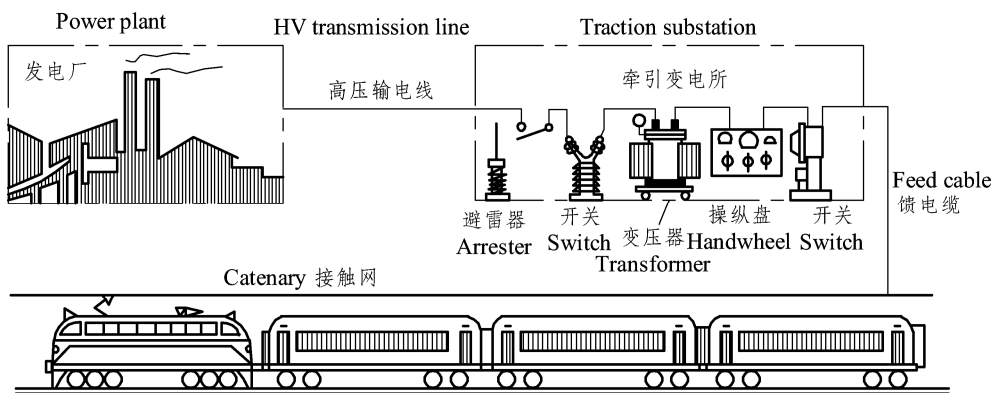 Power plant
发电厂
HV transmission line
高压输电线
Traction substation
牵引变电所
避雷器
Arrester
开关
Switch
变压器
Transformer
操纵盘
Handwheel
开关
Switch
Feed cable
馈电缆
Catenary 接触网